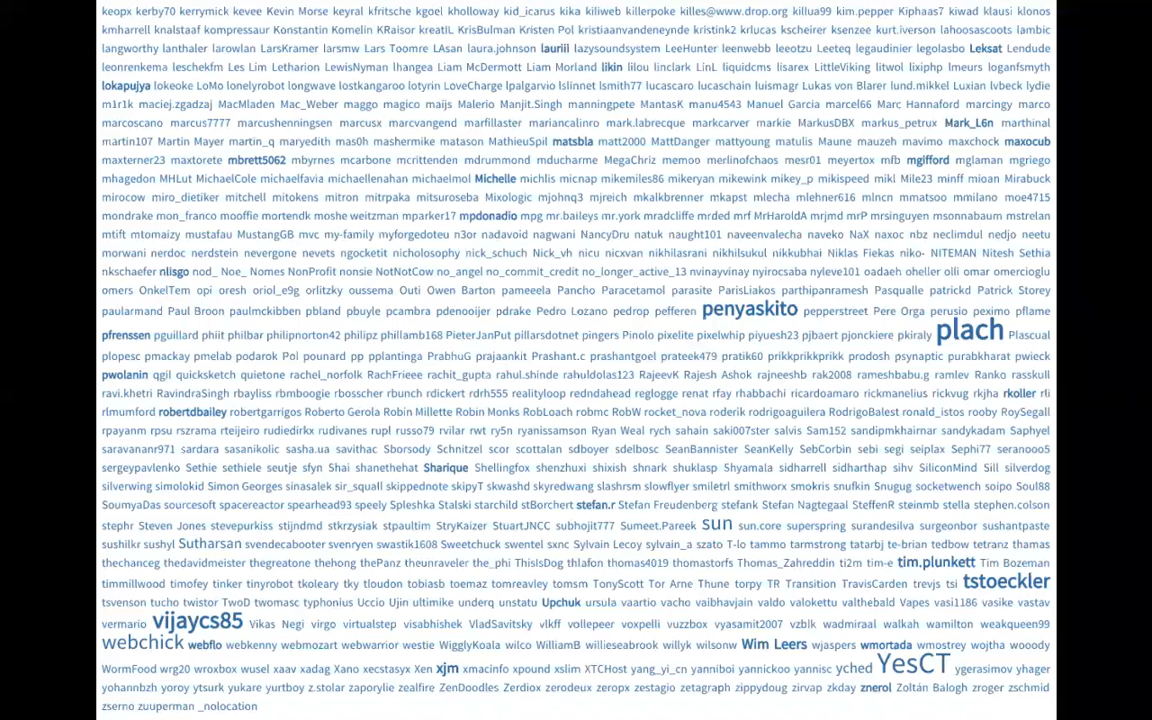 keopx kerby70 kerrymick kevee Kevin Morse keyral kfritsche kgoel kholloway kid_icarus kika kiliweb killerpoke killes@www.drop.org killua99 kim.pepper Kiphaas7 kiwad klausi klonos
kmharrell knalstaaf kompressaur Konstantin Komelin KRaisor kreatIL KrisBulman Kristen Pol kristiaanvandeneynde kristink2 krlucas kscheirer ksenzee kurt.iverson lahoosascoots lambic
langworthy lanthaler larowlan LarsKramer larsmw Lars Toomre LAsan laura.johnson lauriii lazysoundsystem LeeHunter leenwebb leeotzu Leeteq legaudinier legolasbo Leksat Lendude
leonrenkema leschekfm Les Lim Letharion LewisNyman lhangea Liam McDermott Liam Morland likin lilou linclark LinL liquidcms lisarex LittleViking litwol lixiphp lmeurs loganfsmyth
lokapujya lokeoke LoMo lonelyrobot longwave lostkangaroo lotyrin LoveCharge lpalgarvio lslinnet lsmith77 lucascaro lucaschain luismagr Lukas von Blarer lund.mikkel Luxian lvbeck lydie
m1r1k maciej.zgadzaj MacMladen Mac_Weber maggo magico maijs Malerio Manjit.Singh manningpete MantasK manu4543 Manuel Garcia marcel66 Marc Hannaford marcingy marco
marcoscano marcus7777 marcushenningsen marcusx marcvangend marfillaster mariancalinro mark.labrecque markcarver markie MarkusDBX markus_petrux Mark_L6n marthinal
martin107 Martin Mayer martin_q maryedith mas0h mashermike matason MathieuSpil matsbla matt2000 MattDanger mattyoung matulis Maune mauzeh mavimo maxchock maxocub
maxterner23 maxtorete mbrett5062 mbyrnes mcarbone mcrittenden mdrummond mducharme MegaChriz memoo merlinofchaos mesr01 meyertox mfb mgifford mglaman mgriego
mhagedon MHLut MichaelCole michaelfavia michaellenahan michaelmol Michelle michlis micnap mikemiles86 mikeryan mikewink mikey_p mikispeed mikl Mile23 minff mioan Mirabuck
mirocow miro_dietiker mitchell mitokens mitron mitrpaka mitsuroseba Mixologic mjohnq3 mjreich mkalkbrenner mkapst mlecha mlehner616 mlncn mmatsoo mmilano moe4715
mondrake mon_franco mooffie mortendk moshe weitzman mparker17 mpdonadio mpg mr.baileys mr.york mradcliffe mrded mrf MrHaroldA mrjmd mrP mrsinguyen msonnabaum mstrelan
mtift mtomaizy mustafau MustangGB mvc my-family myforgedoteu n3or nadavoid nagwani NancyDru natuk naught101 naveenvalecha naveko NaX naxoc nbz neclimdul nedjo neetu
morwani nerdoc nerdstein nevergone nevets ngocketit nicholosophy nick_schuch Nick_vh nicu nicxvan nikhilasrani nikhilsukul nikkubhai Niklas Fiekas niko- NITEMAN Nitesh Sethia
nkschaefer nlisgo nod_ Noe_ Nomes NonProfit nonsie NotNotCow no_angel no_commit_credit no_longer_active_13 nvinayvinay nyirocsaba nyleve101 oadaeh oheller olli omar omercioglu
omers OnkelTem opi oresh oriol_e9g orlitzky oussema Outi Owen Barton pameeela Pancho Paracetamol parasite ParisLiakos parthipanramesh Pasqualle patrickd Patrick Storey
paularmand Paul Broon paulmckibben pbland pbuyle pcambra pdenooijer pdrake Pedro Lozano pedrop pefferen penyaskito pepperstreet Pere Orga perusio peximo pflame
pfrenssen pguillard phiit philbar philipnorton42 philipz phillamb168 PieterJanPut pillarsdotnet pingers Pinolo pixelite pixelwhip piyuesh23 pjbaert pjonckiere pkiraly plach Plascual
plopesc pmackay pmelab podarok Pol pounard pp pplantinga PrabhuG prajaankit Prashant.c prashantgoel prateek479 pratik60 prikkprikkprikk prodosh psynaptic purabkharat pwieck
pwolanin qgil quicksketch quietone rachel_norfolk RachFrieee rachit_gupta rahul.shinde rahuldolas123 RajeevK Rajesh Ashok rajneeshb rak2008 rameshbabu.g ramlev Ranko rasskull
ravi.khetri RavindraSingh rbayliss rbmboogie rbosscher rbunch rdickert rdrh555 realityloop redndahead reglogge renat rfay rhabbachi ricardoamaro rickmanelius rickvug rkjha rkoller rli
rlmumford robertdbailey robertgarrigos Roberto Gerola Robin Millette Robin Monks RobLoach robmc RobW rocket_nova roderik rodrigoaguilera RodrigoBalest ronald_istos rooby RoySegall
rpayanm rpsu rszrama rteijeiro rudiedirkx rudivanes rupl russo79 rvilar rwt ry5n ryanissamson Ryan Weal rych sahain saki007ster salvis Sam152 sandipmkhairnar sandykadam Saphyel
saravananr971 sardara sasanikolic sasha.ua savithac Sborsody Schnitzel scor scottalan sdboyer sdelbosc SeanBannister SeanKelly SebCorbin sebi segi seiplax Sephi77 seranooo5
sergeypavlenko Sethie sethiele seutje sfyn Shai shanethehat Sharique Shellingfox shenzhuxi shixish shnark shuklasp Shyamala sidharrell sidharthap sihv SiliconMind Sill silverdog
silverwing simolokid Simon Georges sinasalek sir_squall skippednote skipyT skwashd skyredwang slashrsm slowflyer smiletrl smithworx smokris snufkin Snugug socketwench soipo Soul88
SoumyaDas sourcesoft spacereactor spearhead93 speely Spleshka Stalski starchild stBorchert stefan.r Stefan Freudenberg stefank Stefan Nagtegaal SteffenR steinmb stella stephen.colson
stephr Steven Jones stevepurkiss stijndmd stkrzysiak stpaultim StryKaizer StuartJNCC subhojit777 Sumeet.Pareek sun sun.core superspring surandesilva surgeonbor sushantpaste
sushilkr sushyl Sutharsan svendecabooter svenryen swastik1608 Sweetchuck swentel sxnc Sylvain Lecoy sylvain_a szato T-lo tammo tarmstrong tatarbj te-brian tedbow tetranz thamas
thechanceg thedavidmeister thegreatone thehong thePanz theunraveler the_phi ThisIsDog thlafon thomas4019 thomastorfs Thomas_Zahreddin ti2m tim-e tim.plunkett Tim Bozeman
timmillwood timofey tinker tinyrobot tkoleary tky tloudon tobiasb toemaz tomreavley tomsm TonyScott Tor Arne Thune torpy TR Transition TravisCarden trevjs tsi tstoeckler
tsvenson tucho twistor TwoD twomasc typhonius Uccio Ujin ultimike underq unstatu Upchuk ursula vaartio vacho vaibhavjain valdo valokettu valthebald Vapes vasi1186 vasike vastav
vermario vijaycs85 Vikas Negi virgo virtualstep visabhishek VladSavitsky vlkff vollepeer voxpelli vuzzbox vyasamit2007 vzblk wadmiraal walkah wamilton weakqueen99
webchick webflo webkenny webmozart webwarrior westie WigglyKoala wilco WilliamB willieseabrook willyk wilsonw Wim Leers wjaspers wmortada wmostrey wojtha wooody
WormFood wrg20 wroxbox wusel xaav xadag Xano xecstasyx Xen xjm xmacinfo xpound xslim XTCHost yang_yi_cn yanniboi yannickoo yannisc yched YesCT ygerasimov yhager
yohannbzh yoroy ytsurk yukare yurtboy z.stolar zaporylie zealfire ZenDoodles Zerdiox zerodeux zeropx zestagio zetagraph zippydoug zirvap zkday znerol Zoltán Balogh zroger zschmid
zserno zuuperman _nolocation